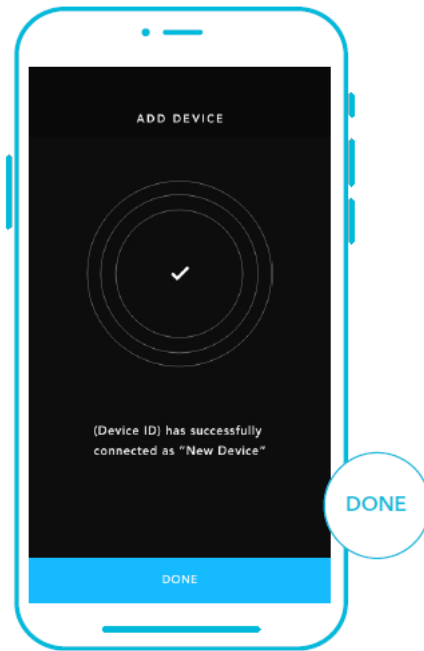 ADD DEVICE
(Device ID) has successfully
connected as “New Device”
DONE
DONE